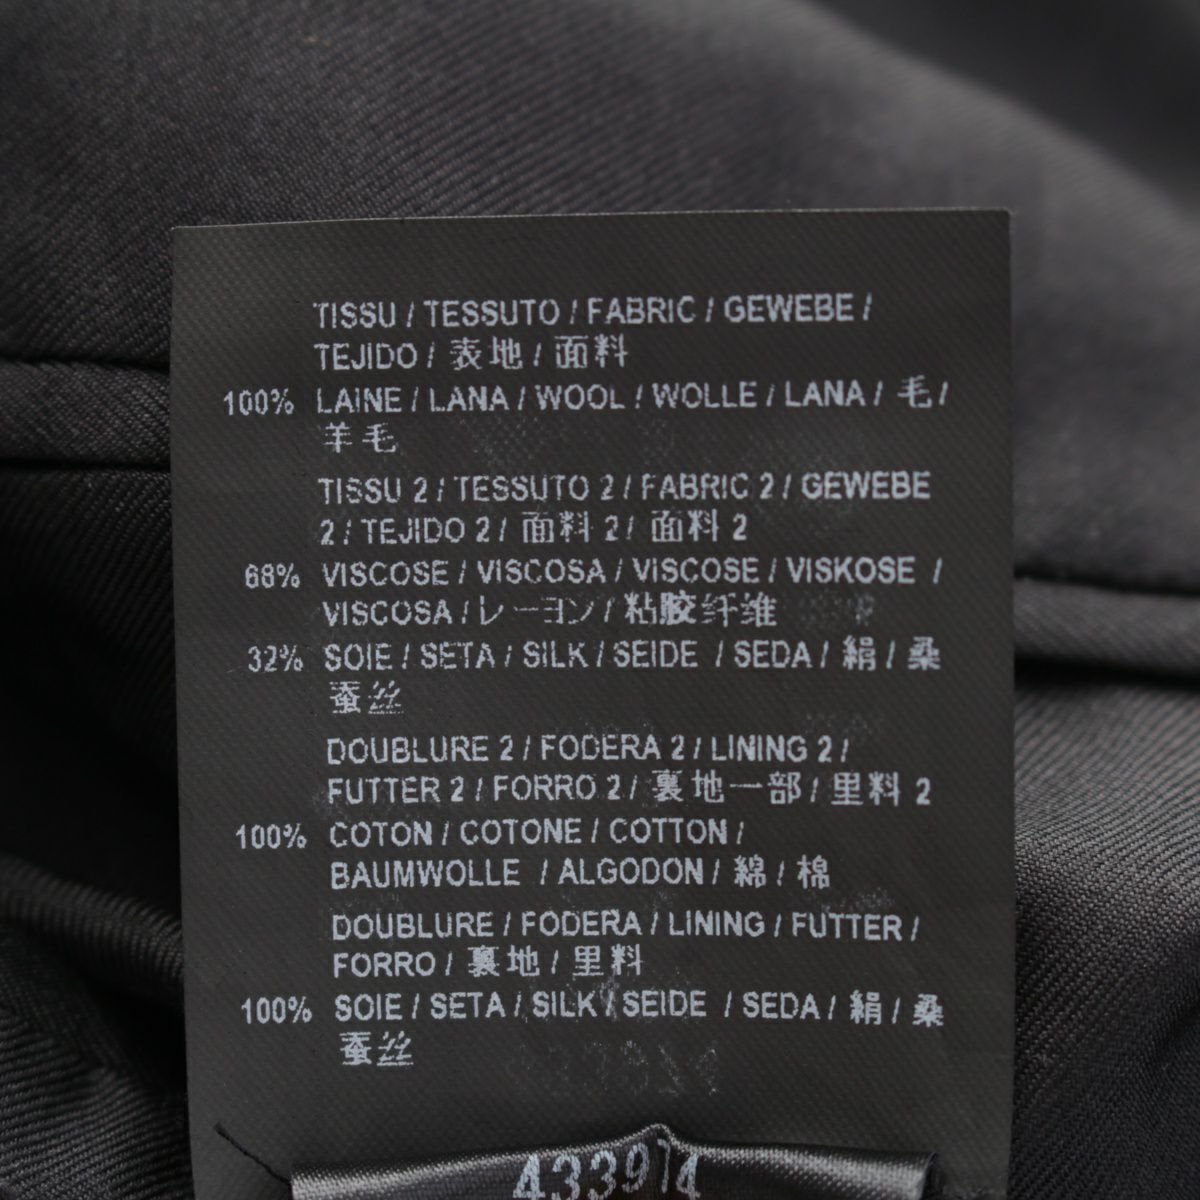 TISSU / TESSUTO / FABRIC / GEWEBE /
TEJIDO / 表地 / 面料
100% LAINE / LANA / WOOL / WOLLE / LANA / 毛 /
羊毛
TISSU 2 / TESSUTO 2 / FABRIC 2 / GEWEBE
2 / TEJIDO 2 / 面料 2 / 面料 2
68% VISCOSE / VISCOSA / VISCOSE / VISKOSE /
VISCOSA / レーヨン / 粘胶纤维
32% SOIE / SETA / SILK / SEIDE / SEDA / 絹 / 桑
蚕丝
DOUBLURE 2 / FODERA 2 / LINING 2 /
FUTTER 2 / FORRO 2 / 裏地一部 / 里料 2
100% COTON / COTONE / COTTON /
BAUMWOLLE / ALGODON / 綿 / 棉
DOUBLURE / FODERA / LINING / FUTTER /
FORRO / 裏地 / 里料
100% SOIE / SETA / SILK / SEIDE / SEDA / 絹 / 桑
蚕丝
433974